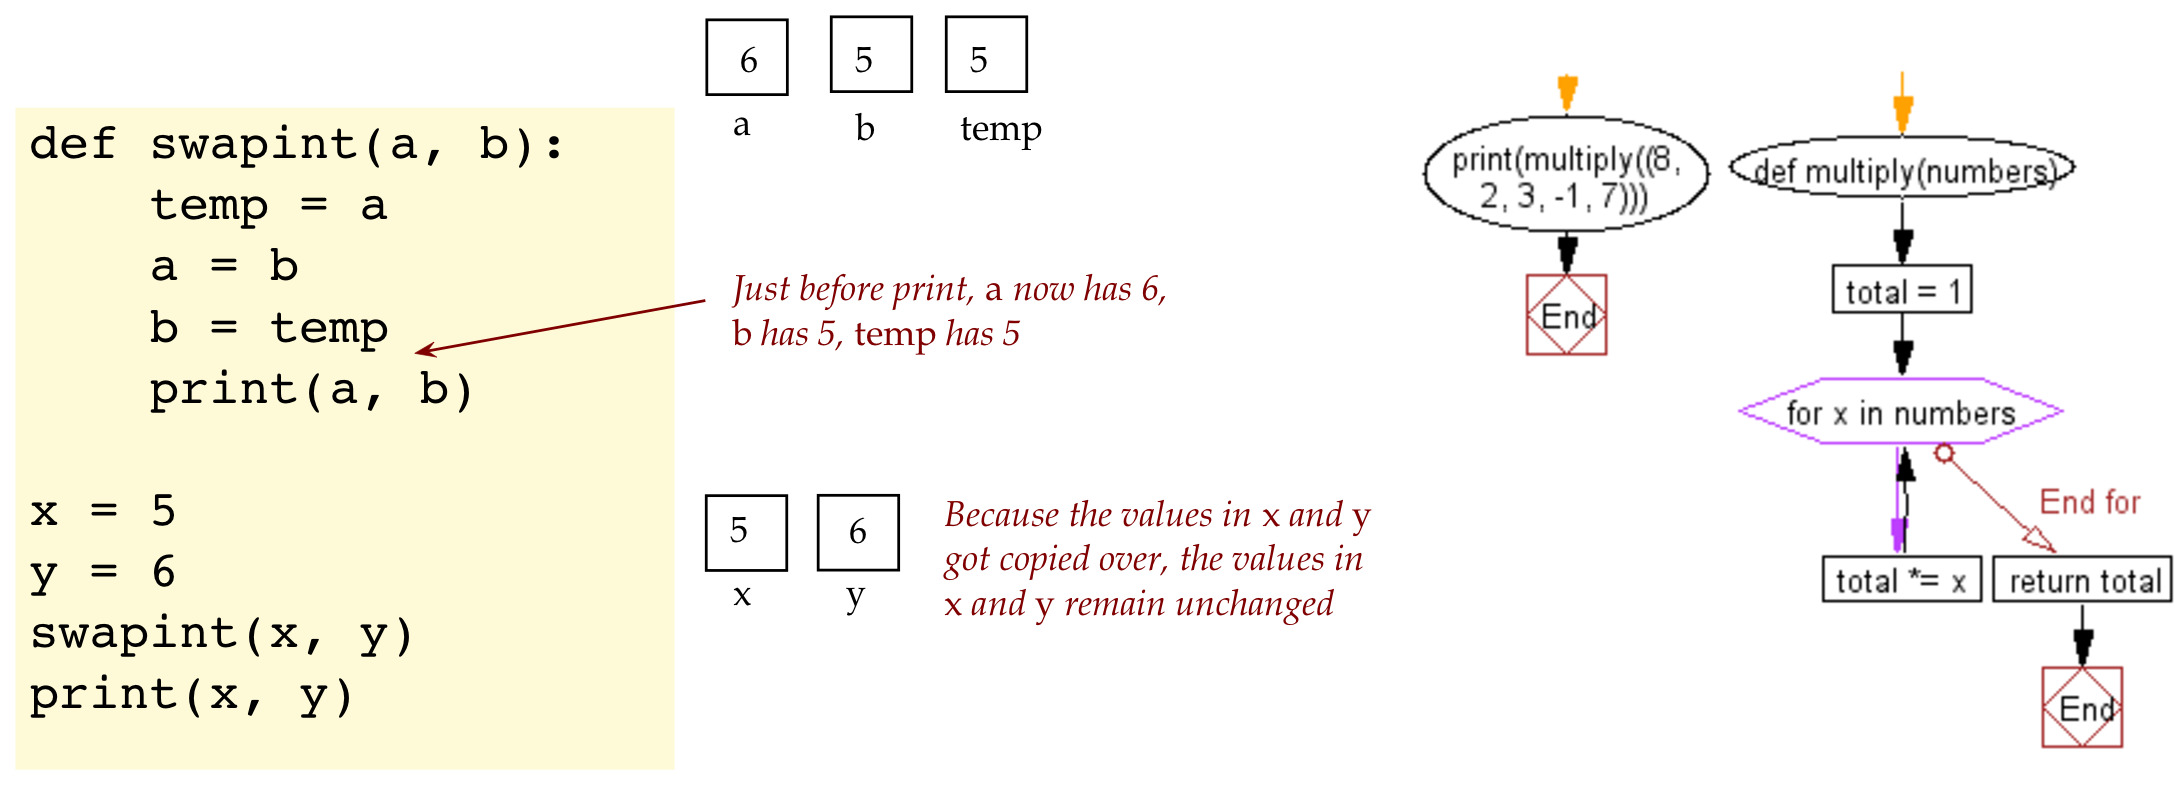 def swapint(a, b):
    temp = a
    a = b
    b = temp
    print(a, b)
x = 5
y = 6
swapint(x, y)
print(x, y)
6 5 5
a b temp
Just before print, a now has 6,
b has 5, temp has 5
5 6
x y
Because the values in x and y
got copied over, the values in
x and y remain unchanged
print(multiply((8,
2, 3, -1, 7)))
End
def multiply(numbers)
total = 1
for x in numbers
End for
total *= x
return total
End